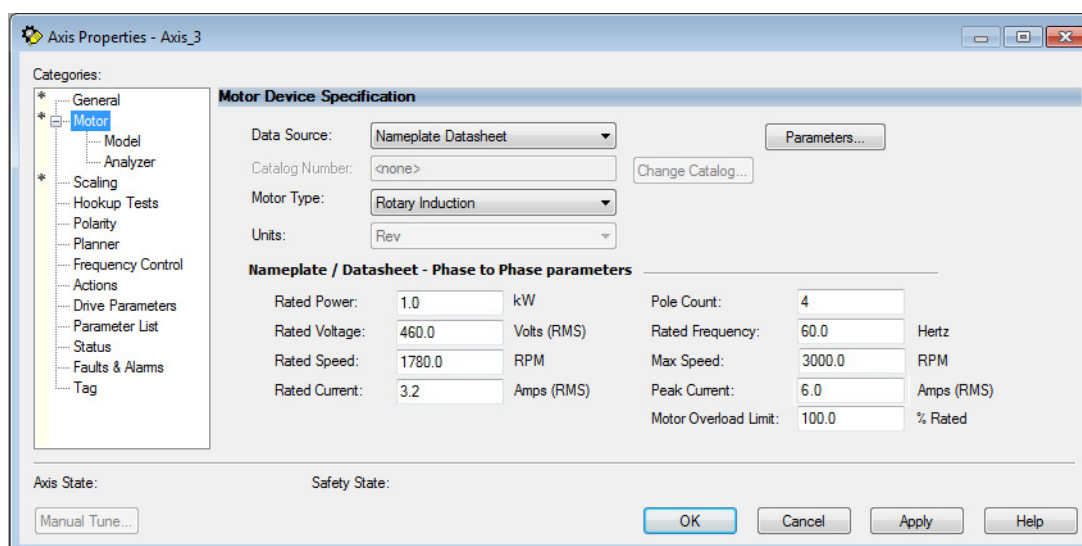 Axis Properties - Axis_3
Categories:
* General
* Motor
Model
Analyzer
* Scaling
Hookup Tests
Polarity
Planner
Frequency Control
Actions
Drive Parameters
Parameter List
Status
Faults & Alarms
Tag
Motor Device Specification
Data Source: Nameplate Datasheet Parameters...
Catalog Number: <none> Change Catalog...
Motor Type: Rotary Induction
Units: Rev
Nameplate / Datasheet - Phase to Phase parameters
Rated Power: 1.0 kW Pole Count: 4
Rated Voltage: 460.0 Volts (RMS) Rated Frequency: 60.0 Hertz
Rated Speed: 1780.0 RPM Max Speed: 3000.0 RPM
Rated Current: 3.2 Amps (RMS) Peak Current: 6.0 Amps (RMS)
Motor Overload Limit: 100.0 % Rated
Axis State: Safety State:
Manual Tune... OK Cancel Apply Help